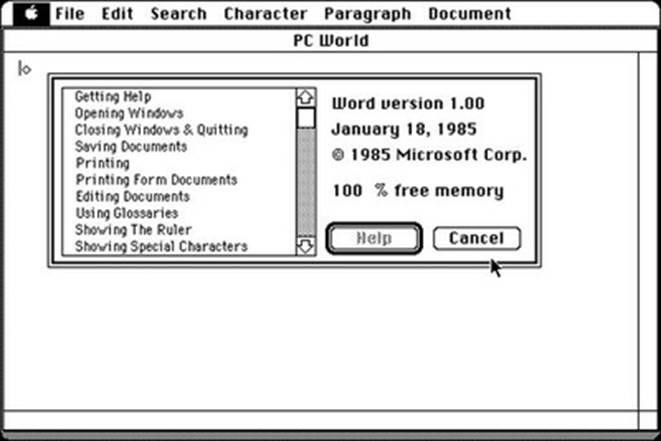 File Edit Search Character Paragraph Document
PC World
Getting Help
Opening Windows
Closing Windows & Quitting
Saving Documents
Printing
Printing Form Documents
Editing Documents
Using Glossaries
Showing The Ruler
Showing Special Characters
Word version 1.00
January 18, 1985
© 1985 Microsoft Corp.
100 % free memory
Help Cancel